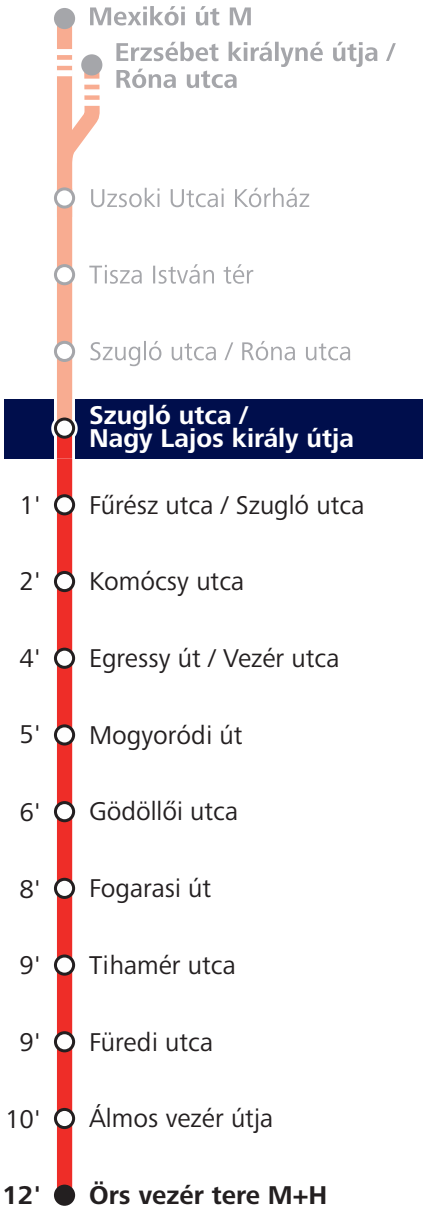 Mexikói út M
Erzsébet királyné útja /
Róna utca
Uzsoki Utcai Kórház
Tisza István tér
Szugló utca / Róna utca
Szugló utca /
Nagy Lajos király útja
1' Fűrész utca / Szugló utca
2' Komócsy utca
4' Egressy út / Vezér utca
5' Mogyoródi út
6' Gödöllői utca
8' Fogarasi út
9' Tihamér utca
9' Füredi utca
10' Álmos vezér útja
12' Örs vezér tere M+H